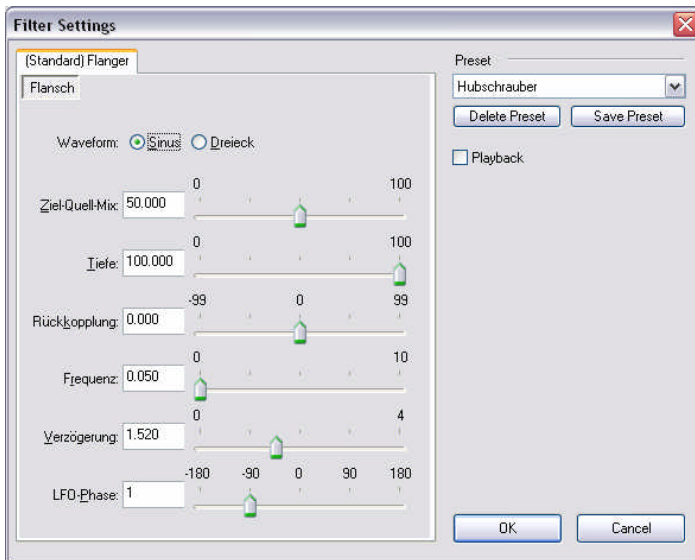 Filter Settings
(Standard) Flanger
Flansch
Waveform: Sinus Dreieck
0 100
Ziel-Quell-Mix: 50.000
0 100
Tiefe: 100.000
-99 0 99
Rückkopplung: 0.000
0 10
Frequenz: 0.050
0 4
Verzögerung: 1.520
-180 -90 0 90 180
LFO-Phase: 1
Preset
Hubschrauber
Delete Preset Save Preset
Playback
OK Cancel